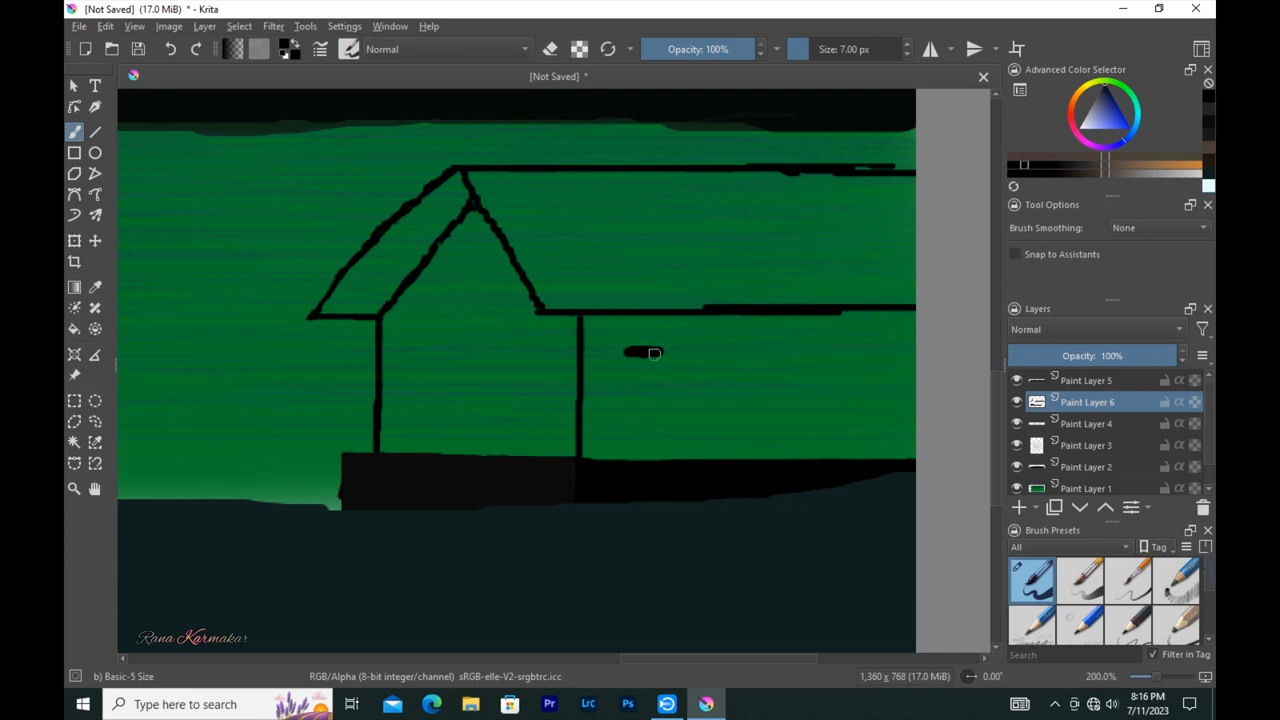 [Not Saved] (17.0 MiB) * - Krita
File Edit View Image Layer Select Filter Tools Settings Window Help
Normal
Opacity: 100%
Size: 7.00 px
[Not Saved] *
Advanced Color Selector
Tool Options
Brush Smoothing: None
Snap to Assistants
Layers
Normal
Opacity: 100%
Paint Layer 5
Paint Layer 6
Paint Layer 4
Paint Layer 3
Paint Layer 2
Paint Layer 1
Brush Presets
All
Tag
Search
Filter in Tag
Rana Karmakar
b) Basic-5 Size
RGB/Alpha (8-bit integer/channel) sRGB-elle-V2-srgbtrc.icc
1,360 x 768 (17.0 MiB)
0.00°
200.0%
Type here to search
Pr
Lrc
Ps
8:16 PM
7/11/2023